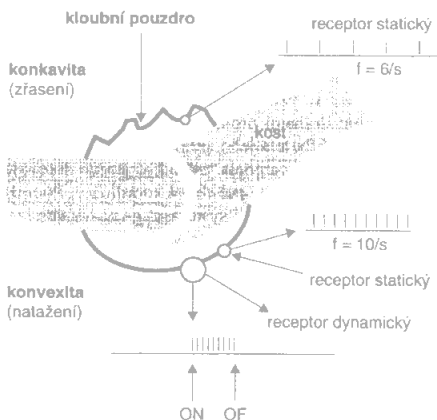 kloubní pouzdro
receptor statický
f = 6/s
konkavita
(zřasení)
kost
f = 10/s
receptor statický
konvexita
(natažení)
receptor dynamický
ON OF